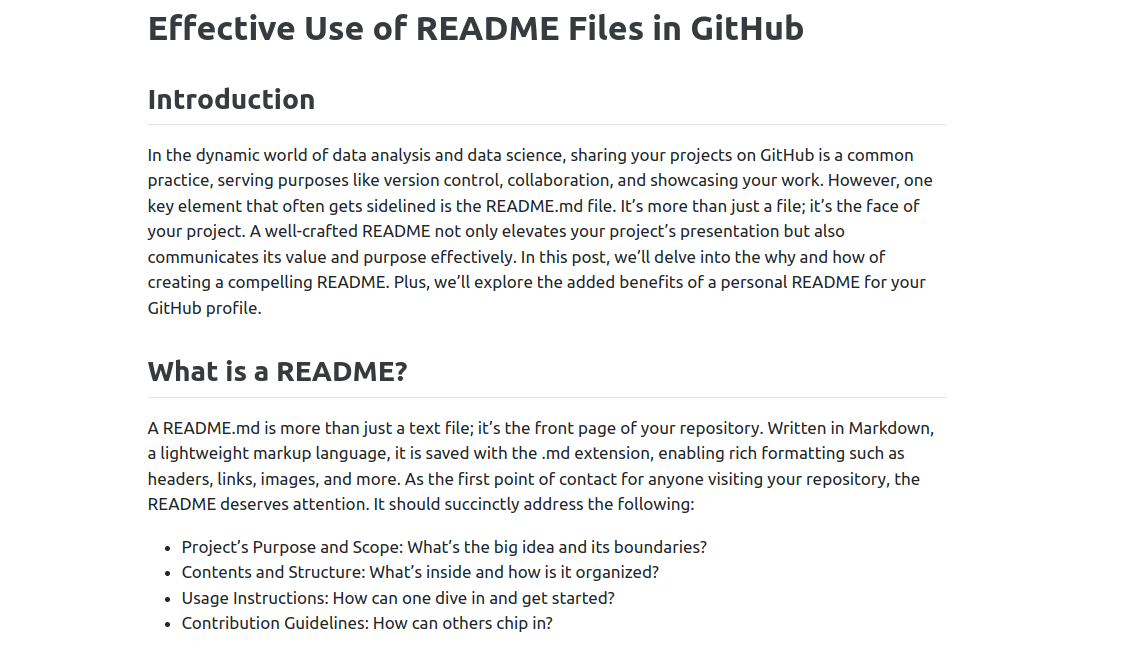 Effective Use of README Files in GitHub
Introduction
In the dynamic world of data analysis and data science, sharing your projects on GitHub is a common
practice, serving purposes like version control, collaboration, and showcasing your work. However, one
key element that often gets sidelined is the README.md file. It’s more than just a file; it’s the face of
your project. A well-crafted README not only elevates your project’s presentation but also
communicates its value and purpose effectively. In this post, we’ll delve into the why and how of
creating a compelling README. Plus, we’ll explore the added benefits of a personal README for your
GitHub profile.
What is a README?
A README.md is more than just a text file; it’s the front page of your repository. Written in Markdown,
a lightweight markup language, it is saved with the .md extension, enabling rich formatting such as
headers, links, images, and more. As the first point of contact for anyone visiting your repository, the
README deserves attention. It should succinctly address the following:
• Project’s Purpose and Scope: What’s the big idea and its boundaries?
• Contents and Structure: What’s inside and how is it organized?
• Usage Instructions: How can one dive in and get started?
• Contribution Guidelines: How can others chip in?